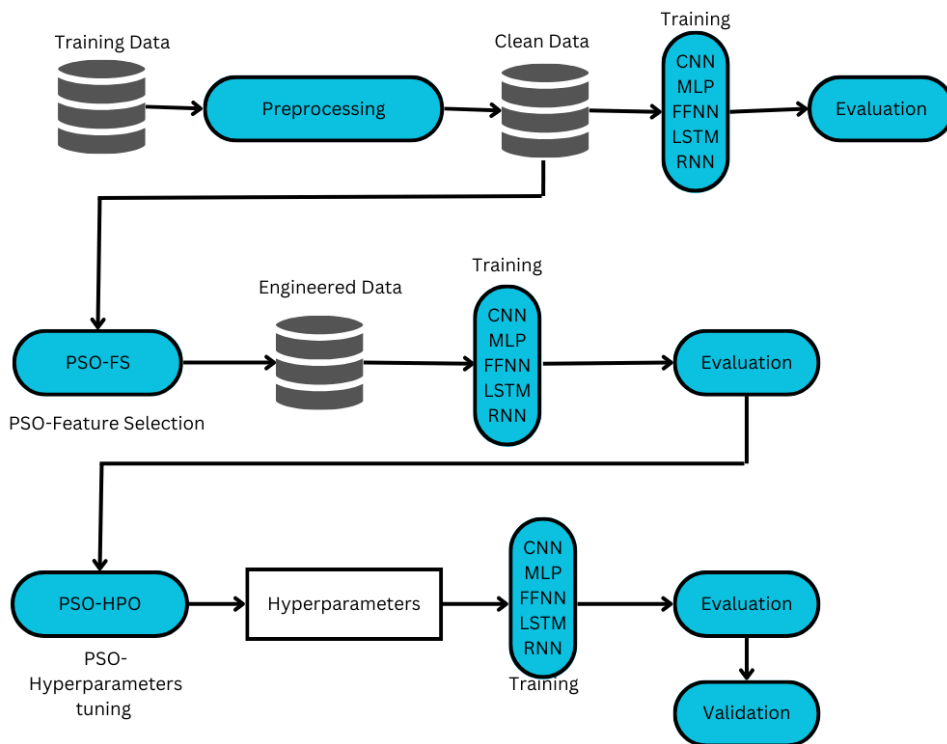 Training Data
Preprocessing
Clean Data
Training
CNN
MLP
FFNN
LSTM
RNN
Evaluation
PSO-FS
PSO-Feature Selection
Engineered Data
Training
CNN
MLP
FFNN
LSTM
RNN
Evaluation
PSO-HPO
PSO-
Hyperparameters
tuning
Hyperparameters
CNN
MLP
FFNN
LSTM
RNN
Training
Evaluation
Validation